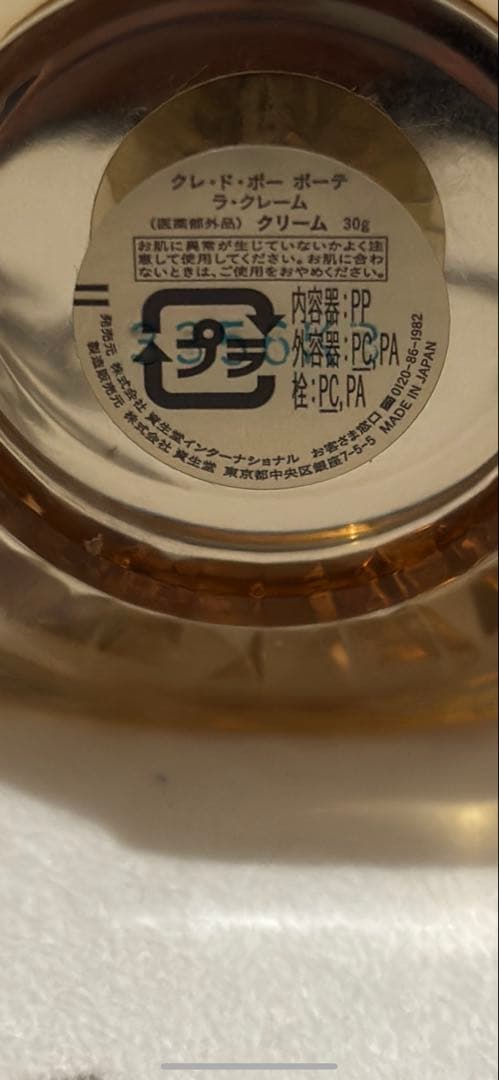 クレ・ド・ポー ボーテ
ラ・クレーム
(医薬部外品) クリーム 30g
お肌に異常が生じていないかよく注
意して使用してください。お肌に合わ
ないときは、ご使用をおやめください。
プラ
内容器:PP
外容器:PC,PA
栓:PC,PA
発売元 株式会社 資生堂インターナショナル お客さま窓口 0120-86-1982
製造販売元 株式会社 資生堂 東京都中央区銀座7-5-5 MADE IN JAPAN